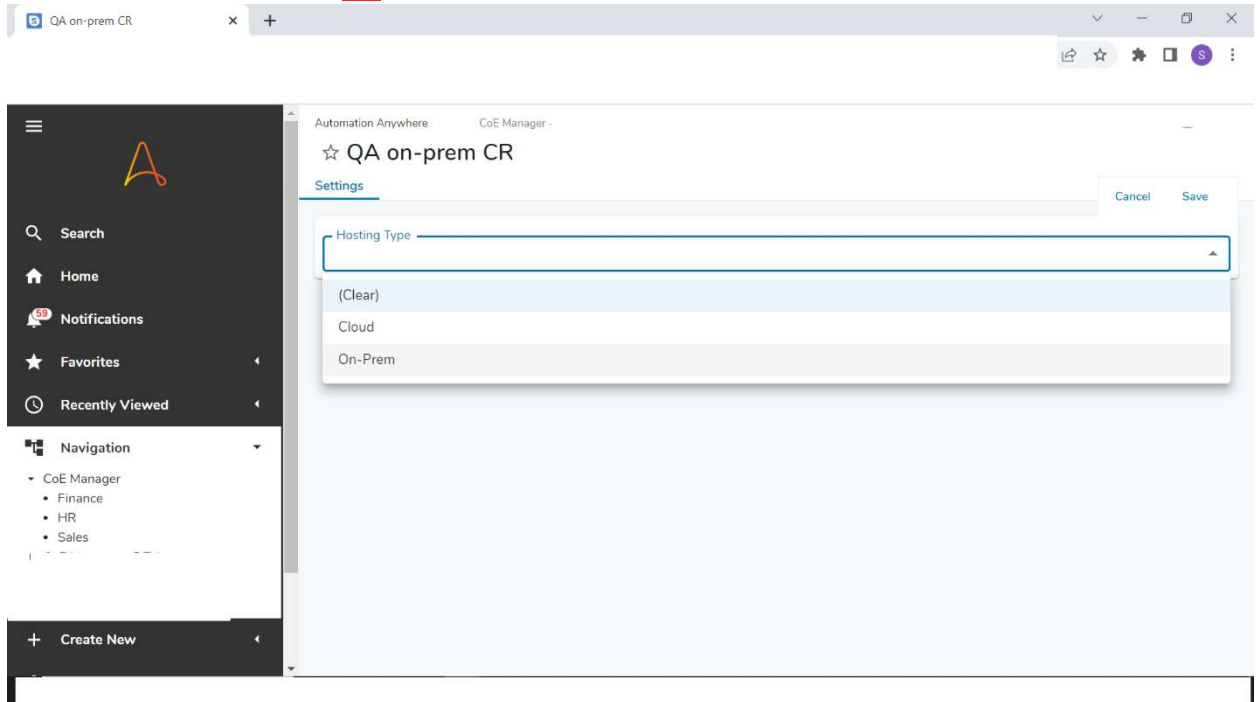 QA on-prem CR
S
Automation Anywhere CoE Manager -
QA on-prem CR
Settings
Cancel Save
Search
Home
59 Notifications
Favorites
Recently Viewed
Navigation
CoE Manager
Finance
HR
Sales
Create New
Hosting Type
(Clear)
Cloud
On-Prem